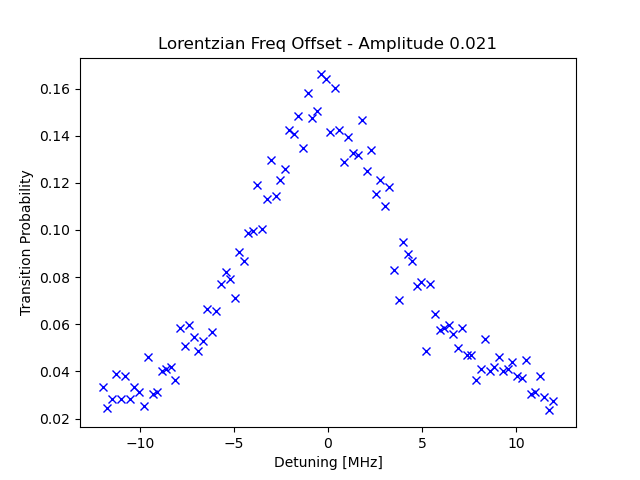 Lorentzian Freq Offset - Amplitude 0.021
Transition Probability
0.16
0.14
0.12
0.10
0.08
0.06
0.04
0.02
−10 −5 0 5 10
Detuning [MHz]